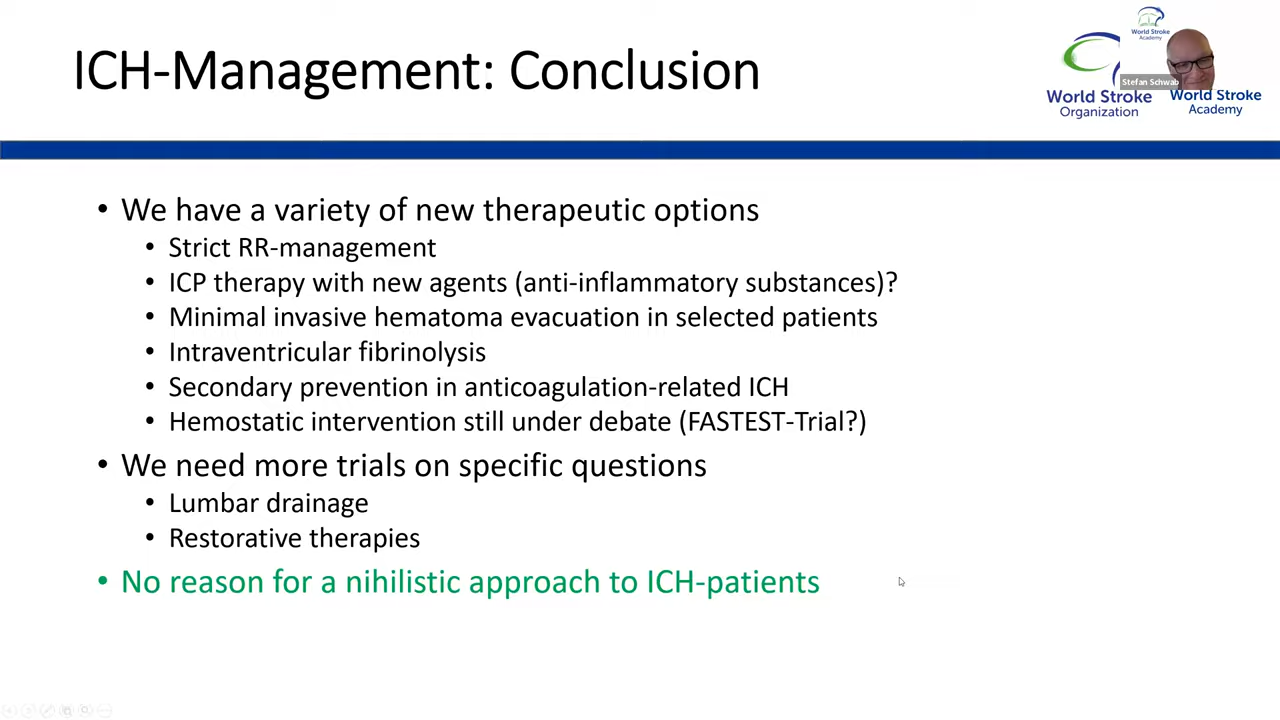 ICH-Management: Conclusion
World Stroke
Academy
Stefan Schwab
World Stroke
Organization
World Stroke
Academy
• We have a variety of new therapeutic options
• Strict RR-management
• ICP therapy with new agents (anti-inflammatory substances)?
• Minimal invasive hematoma evacuation in selected patients
• Intraventricular fibrinolysis
• Secondary prevention in anticoagulation-related ICH
• Hemostatic intervention still under debate (FASTEST-Trial?)
• We need more trials on specific questions
• Lumbar drainage
• Restorative therapies
• No reason for a nihilistic approach to ICH-patients